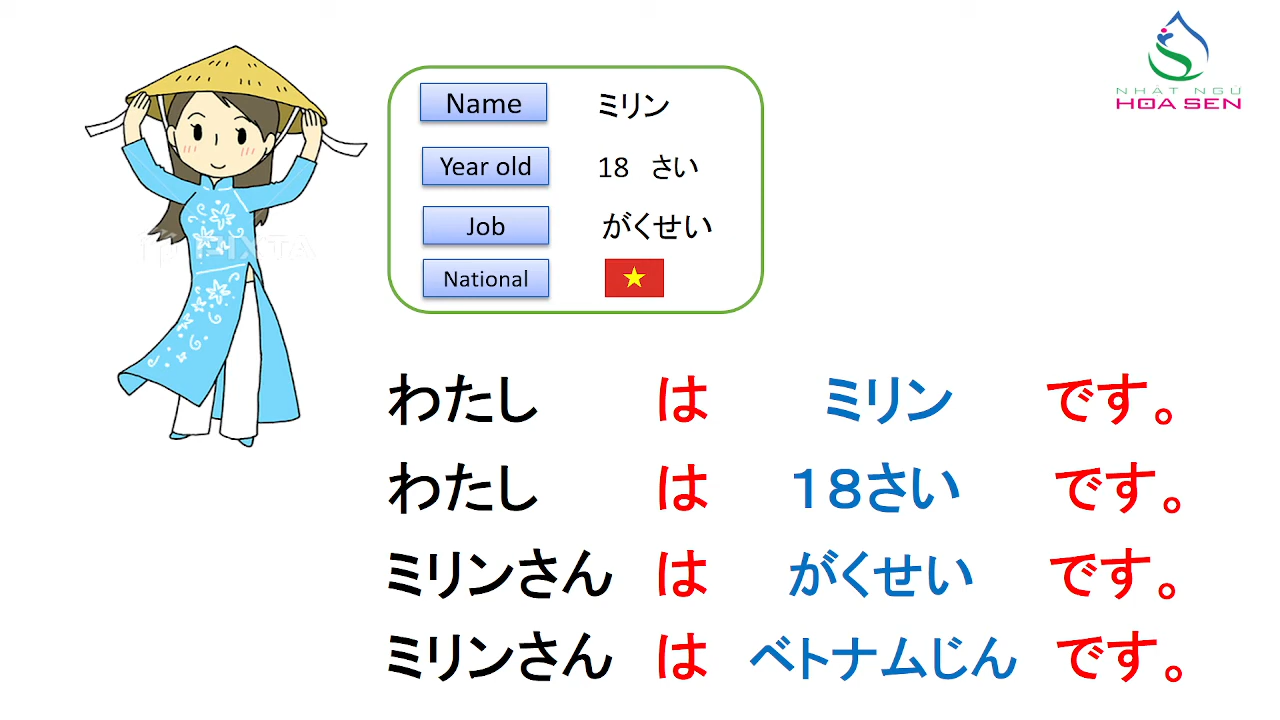 NHẬT NGỮ
HOA SEN
Name ミリン
Year old 18 さい
Job がくせい
National
PIXTA
わたし は ミリン です。
わたし は 18さい です。
ミリンさん は がくせい です。
ミリンさん は ベトナムじん です。